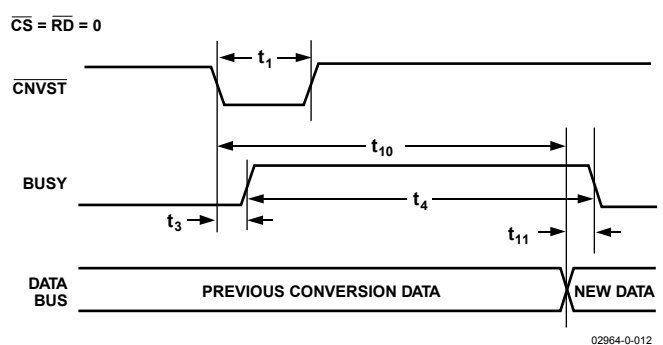 CS = RD = 0
t1
CNVST
t10
BUSY
t4
t3
t11
DATA
BUS
PREVIOUS CONVERSION DATA
NEW DATA
02964-0-012